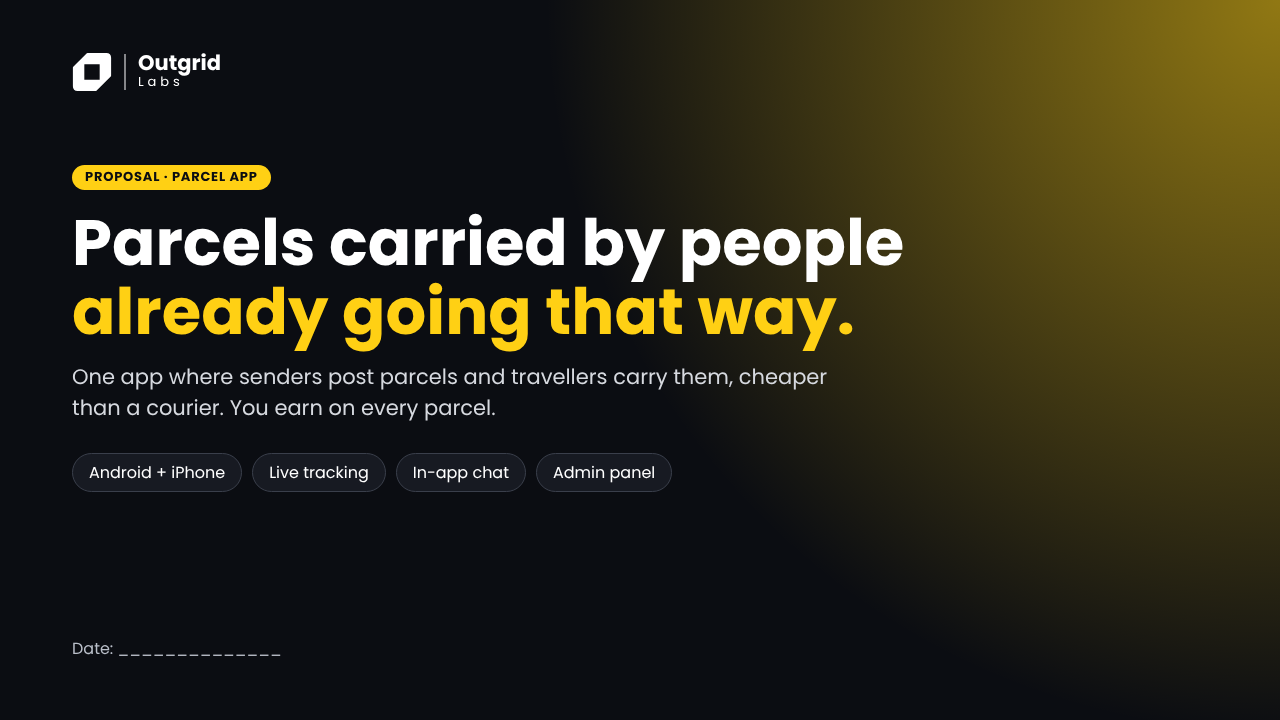 Outgrid
Labs
PROPOSAL · PARCEL APP
Parcels carried by people
already going that way.
One app where senders post parcels and travellers carry them, cheaper
than a courier. You earn on every parcel.
Android + iPhone
Live tracking
In-app chat
Admin panel
Date: ______________